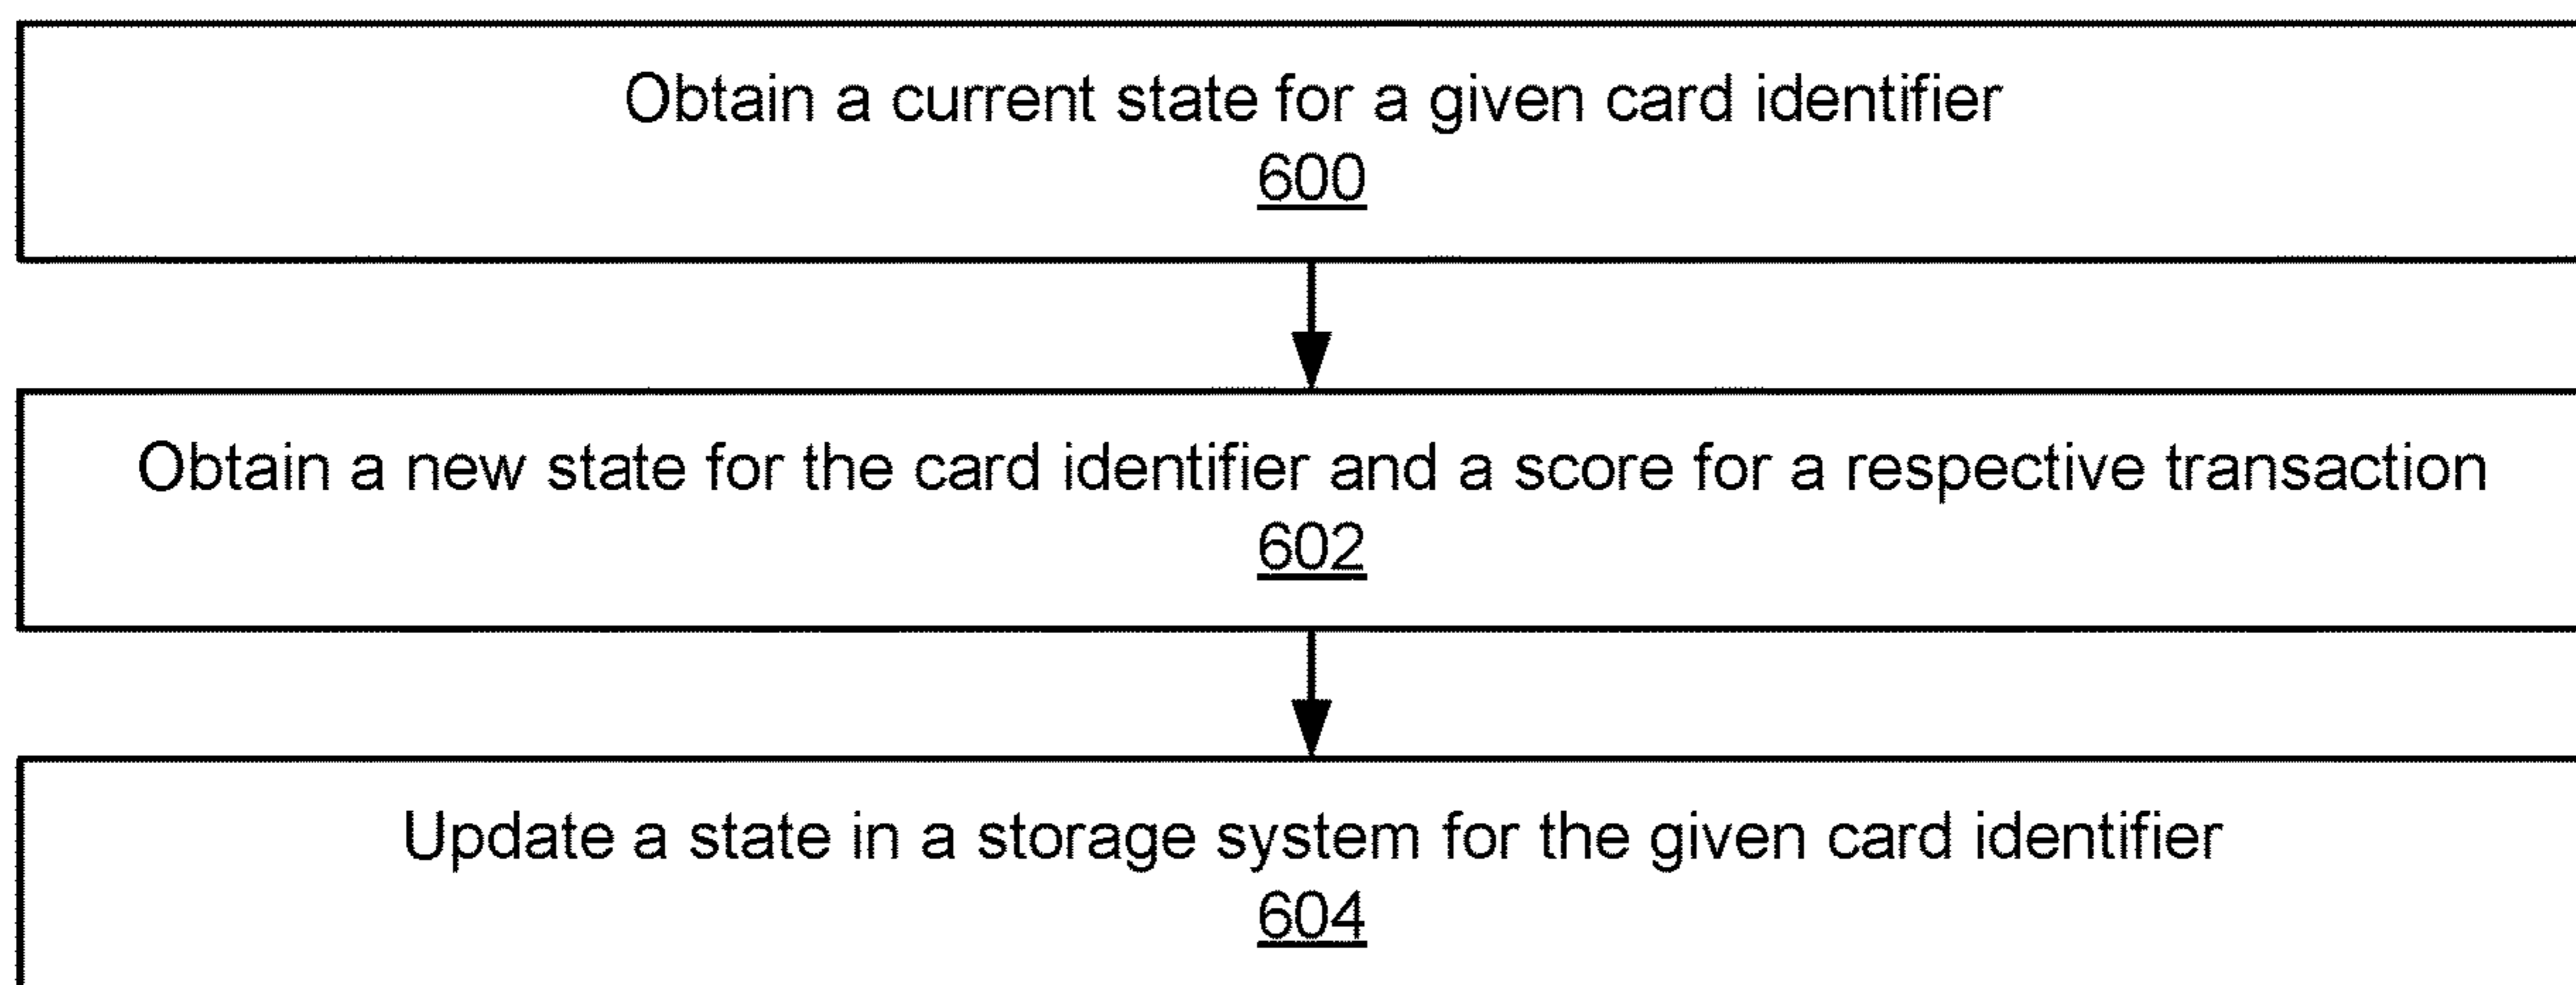 Obtain a current state for a given card identifier
600
Obtain a new state for the card identifier and a score for a respective transaction
602
Update a state in a storage system for the given card identifier
604